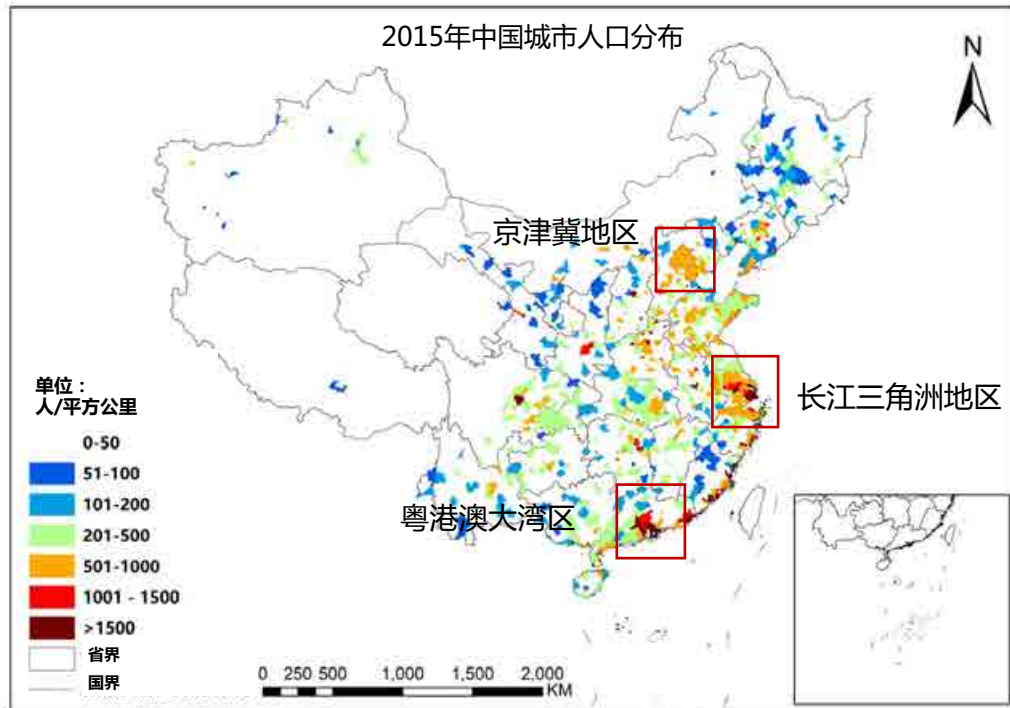 2015年中国城市人口分布
N
京津冀地区
长江三角洲地区
粤港澳大湾区
单位：
人/平方公里
0-50
51-100
101-200
201-500
501-1000
1001 - 1500
>1500
省界
国界
0 250 500 1,000 1,500 2,000
KM